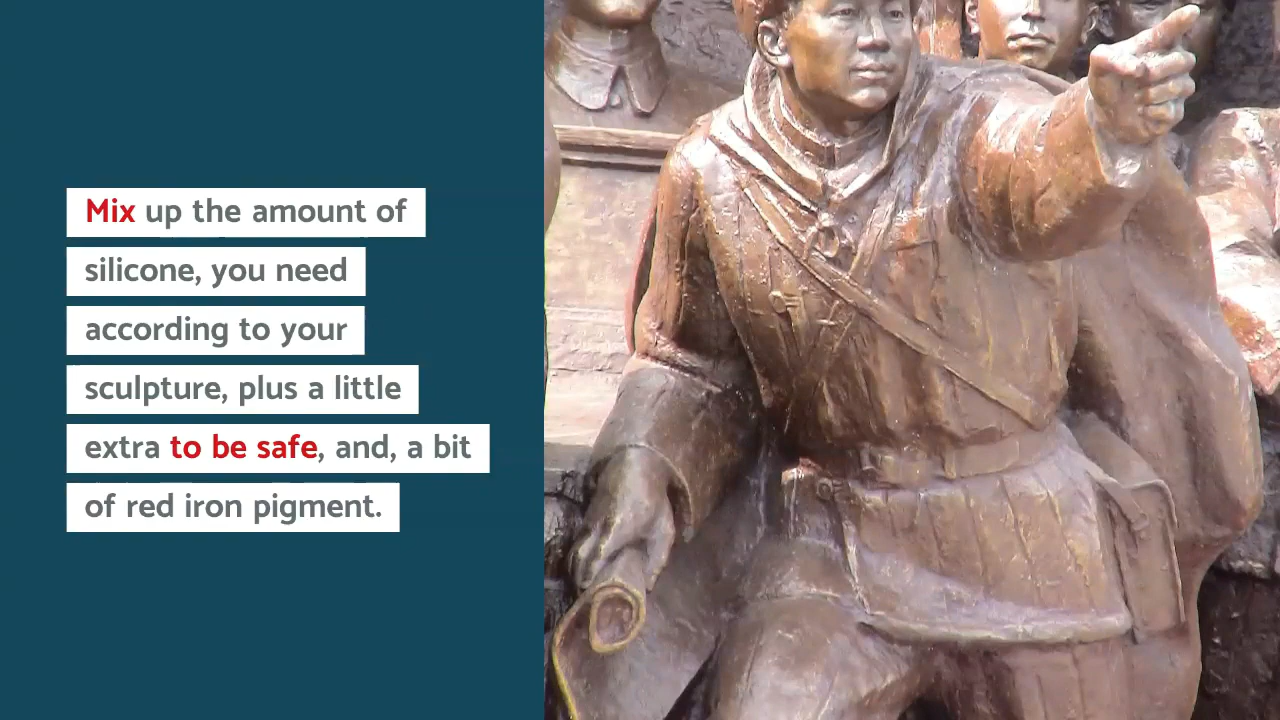 Mix up the amount of
silicone, you need
according to your
sculpture, plus a little
extra to be safe, and, a bit
of red iron pigment.